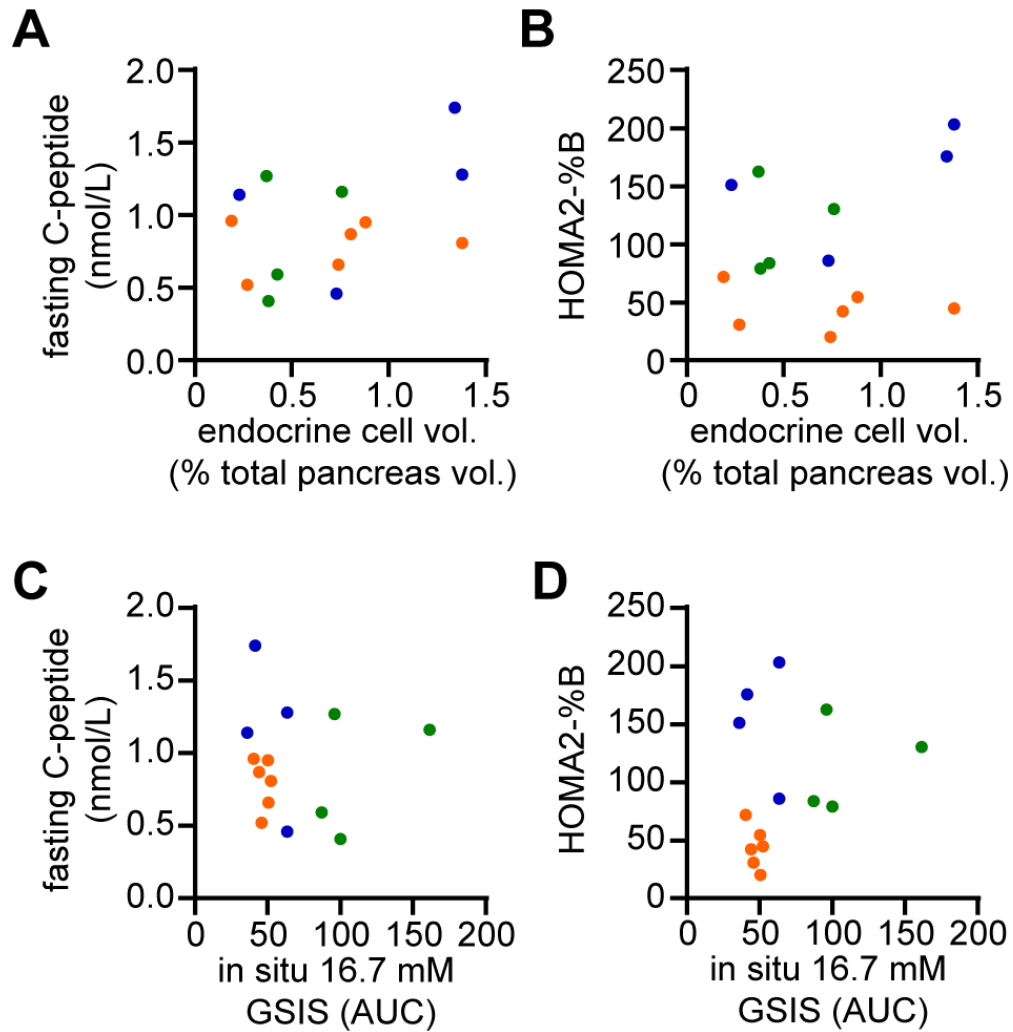 A
fasting C-peptide
(nmol/L)
2.0
1.5
1.0
0.5
0.0
0
0.5
1.0
1.5
endocrine cell vol.
(% total pancreas vol.)
B
HOMA2-%B
250
200
150
100
50
0
0
0.5
1.0
1.5
endocrine cell vol.
(% total pancreas vol.)
C
fasting C-peptide
(nmol/L)
2.0
1.5
1.0
0.5
0.0
0
50
100
150
200
in situ 16.7 mM
GSIS (AUC)
D
HOMA2-%B
250
200
150
100
50
0
0
50
100
150
200
in situ 16.7 mM
GSIS (AUC)